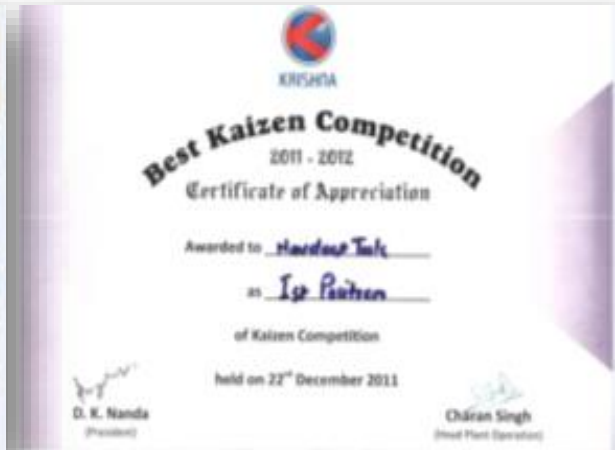 KRISHNA
Best Kaizen Competition
2011 - 2012
Certificate of Appreciation
Awarded to
as Ist Position
of Kaizen Competition
held on 22nd December 2011
D. K. Nanda
(President)
Charan Singh
(Head Plant Operation)